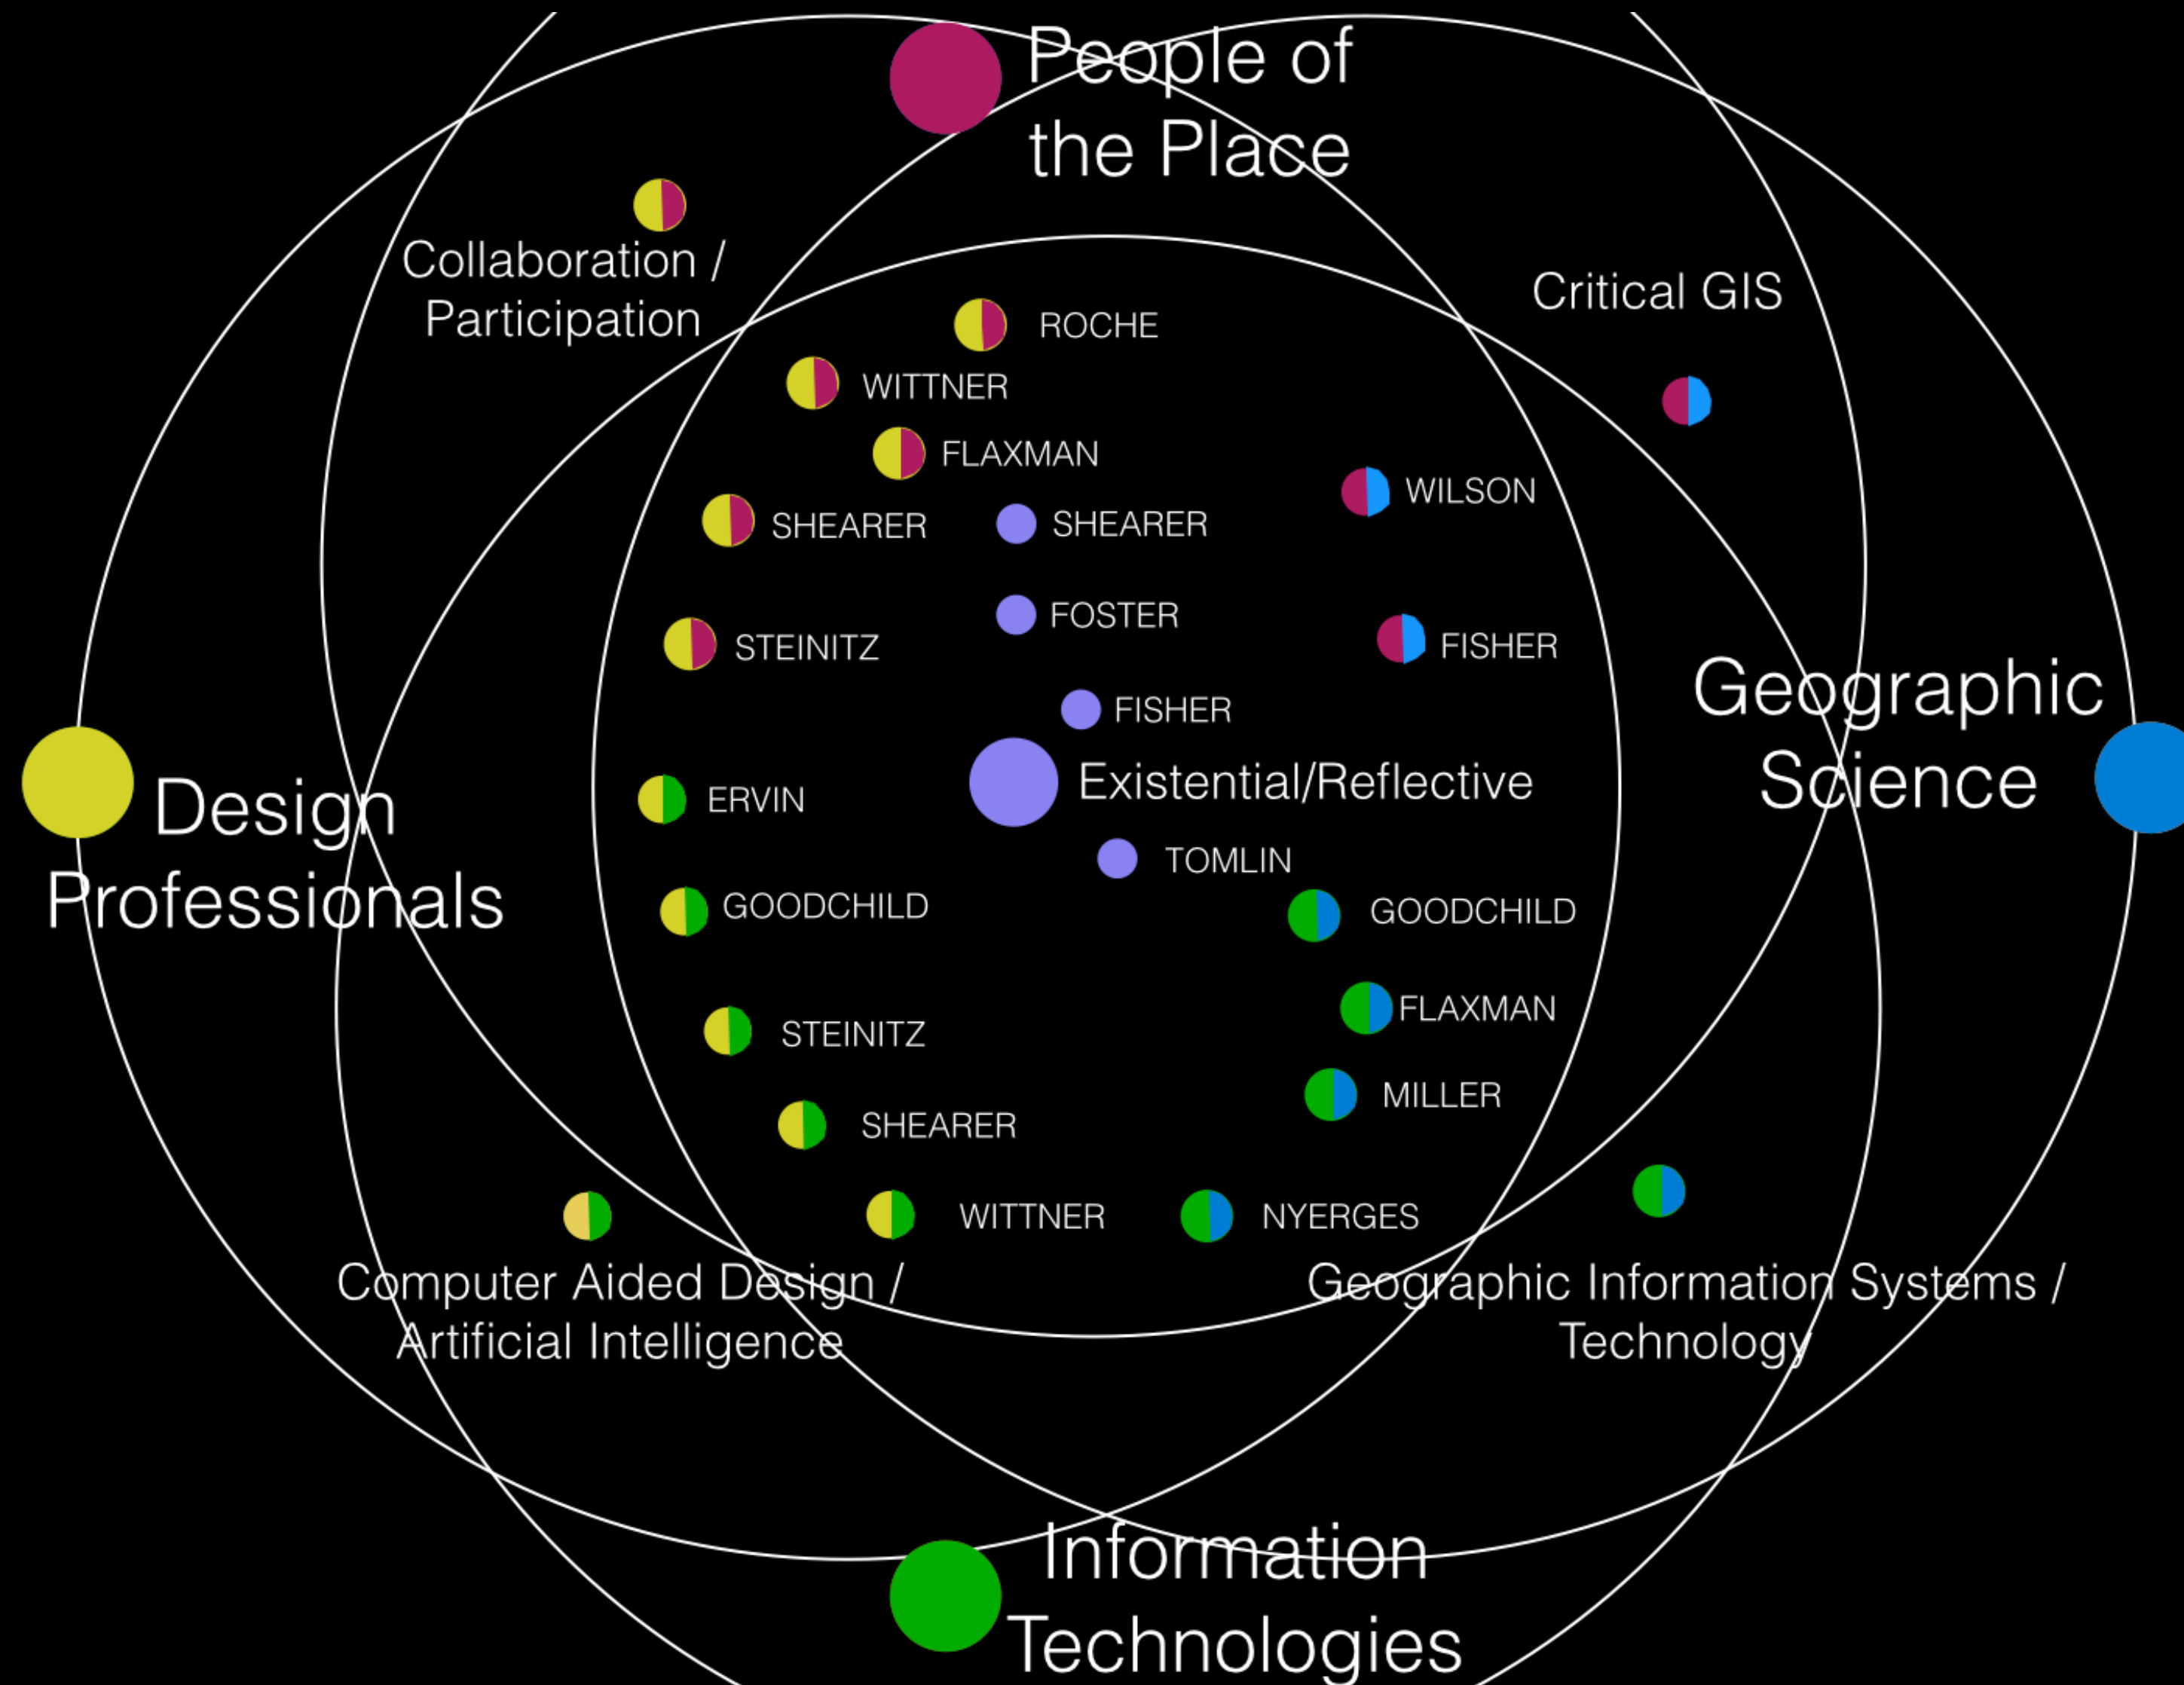 People of
the Place
Collaboration /
Participation
Critical GIS
ROCHE
WITTNER
FLAXMAN
WILSON
SHEARER
SHEARER
FOSTER
STEINITZ
FISHER
FISHER
Geographic
Science
Existential/Reflective
Design
Professionals
ERVIN
TOMLIN
GOODCHILD
GOODCHILD
FLAXMAN
STEINITZ
MILLER
SHEARER
WITTNER
NYERGES
Computer Aided Design /
Artificial Intelligence
Geographic Information Systems /
Technology
Information
Technologies